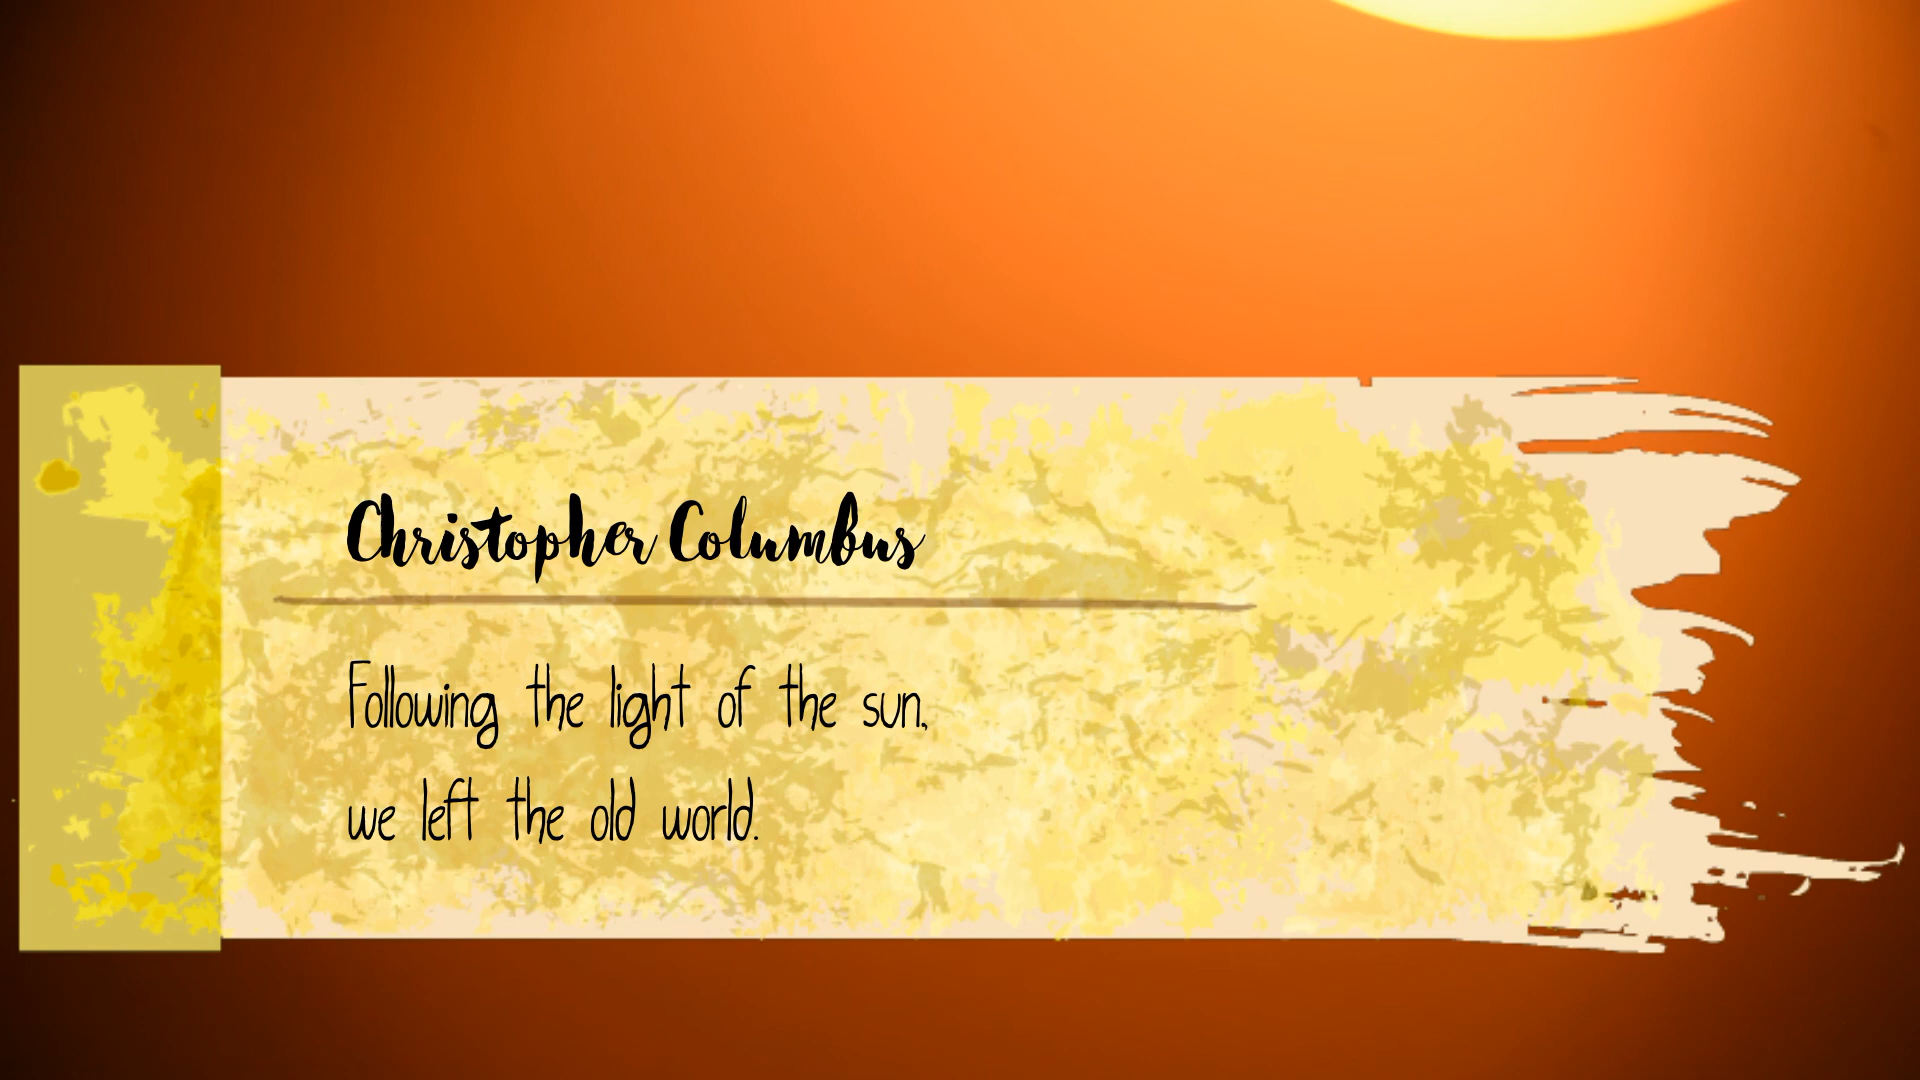 Christopher Columbus
Following the light of the sun,
we left the old world.